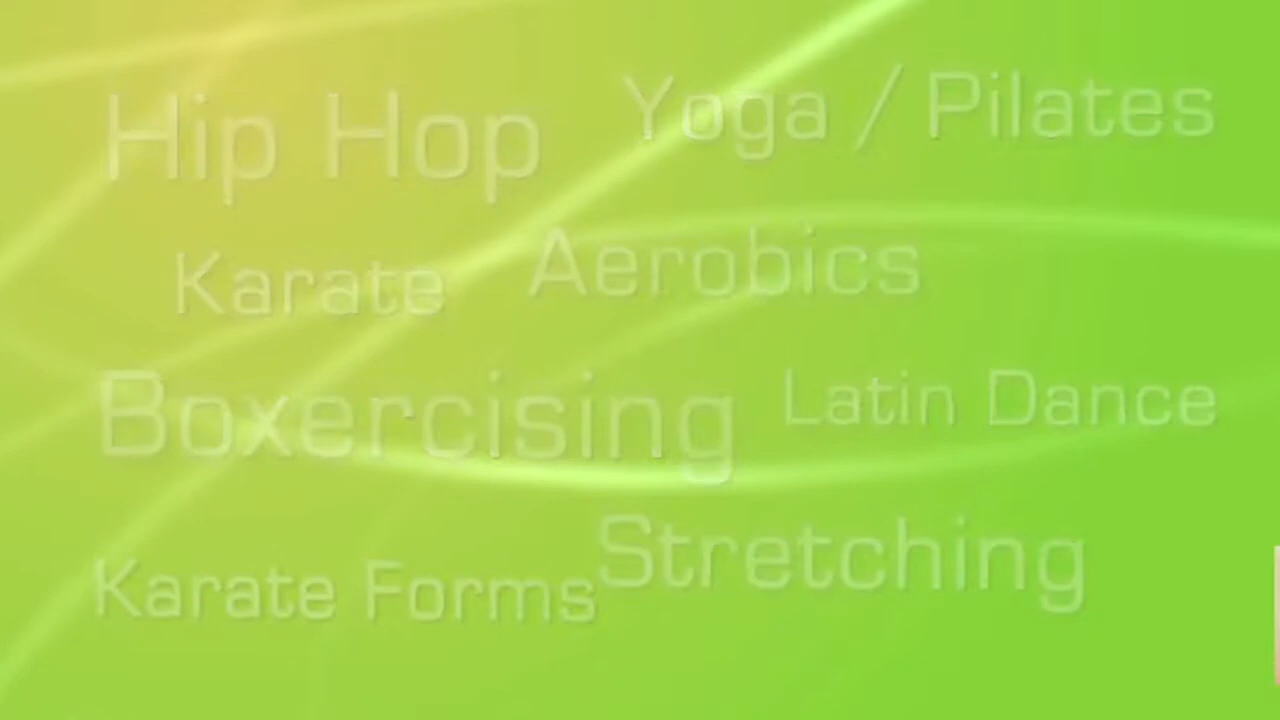 Hip Hop
Yoga / Pilates
Karate
Aerobics
Boxercising
Latin Dance
Stretching
Karate Forms